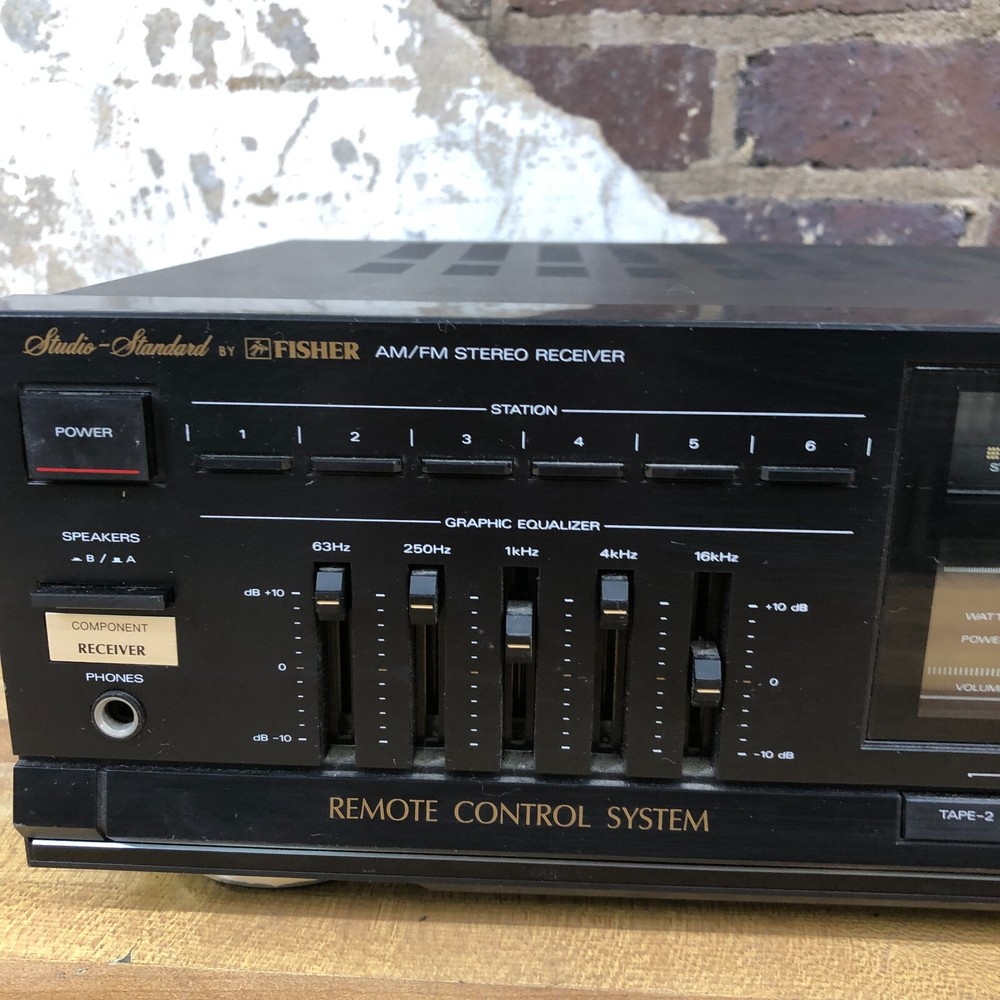 Studio-Standard BY FISHER AM/FM STEREO RECEIVER
POWER
STATION
1 2 3 4 5 6
GRAPHIC EQUALIZER
63Hz 250Hz 1kHz 4kHz 16kHz
SPEAKERS
B / A
dB +10 +10 dB
0 0
dB -10 -10 dB
COMPONENT
RECEIVER
PHONES
VOLUM
REMOTE CONTROL SYSTEM
TAPE-2